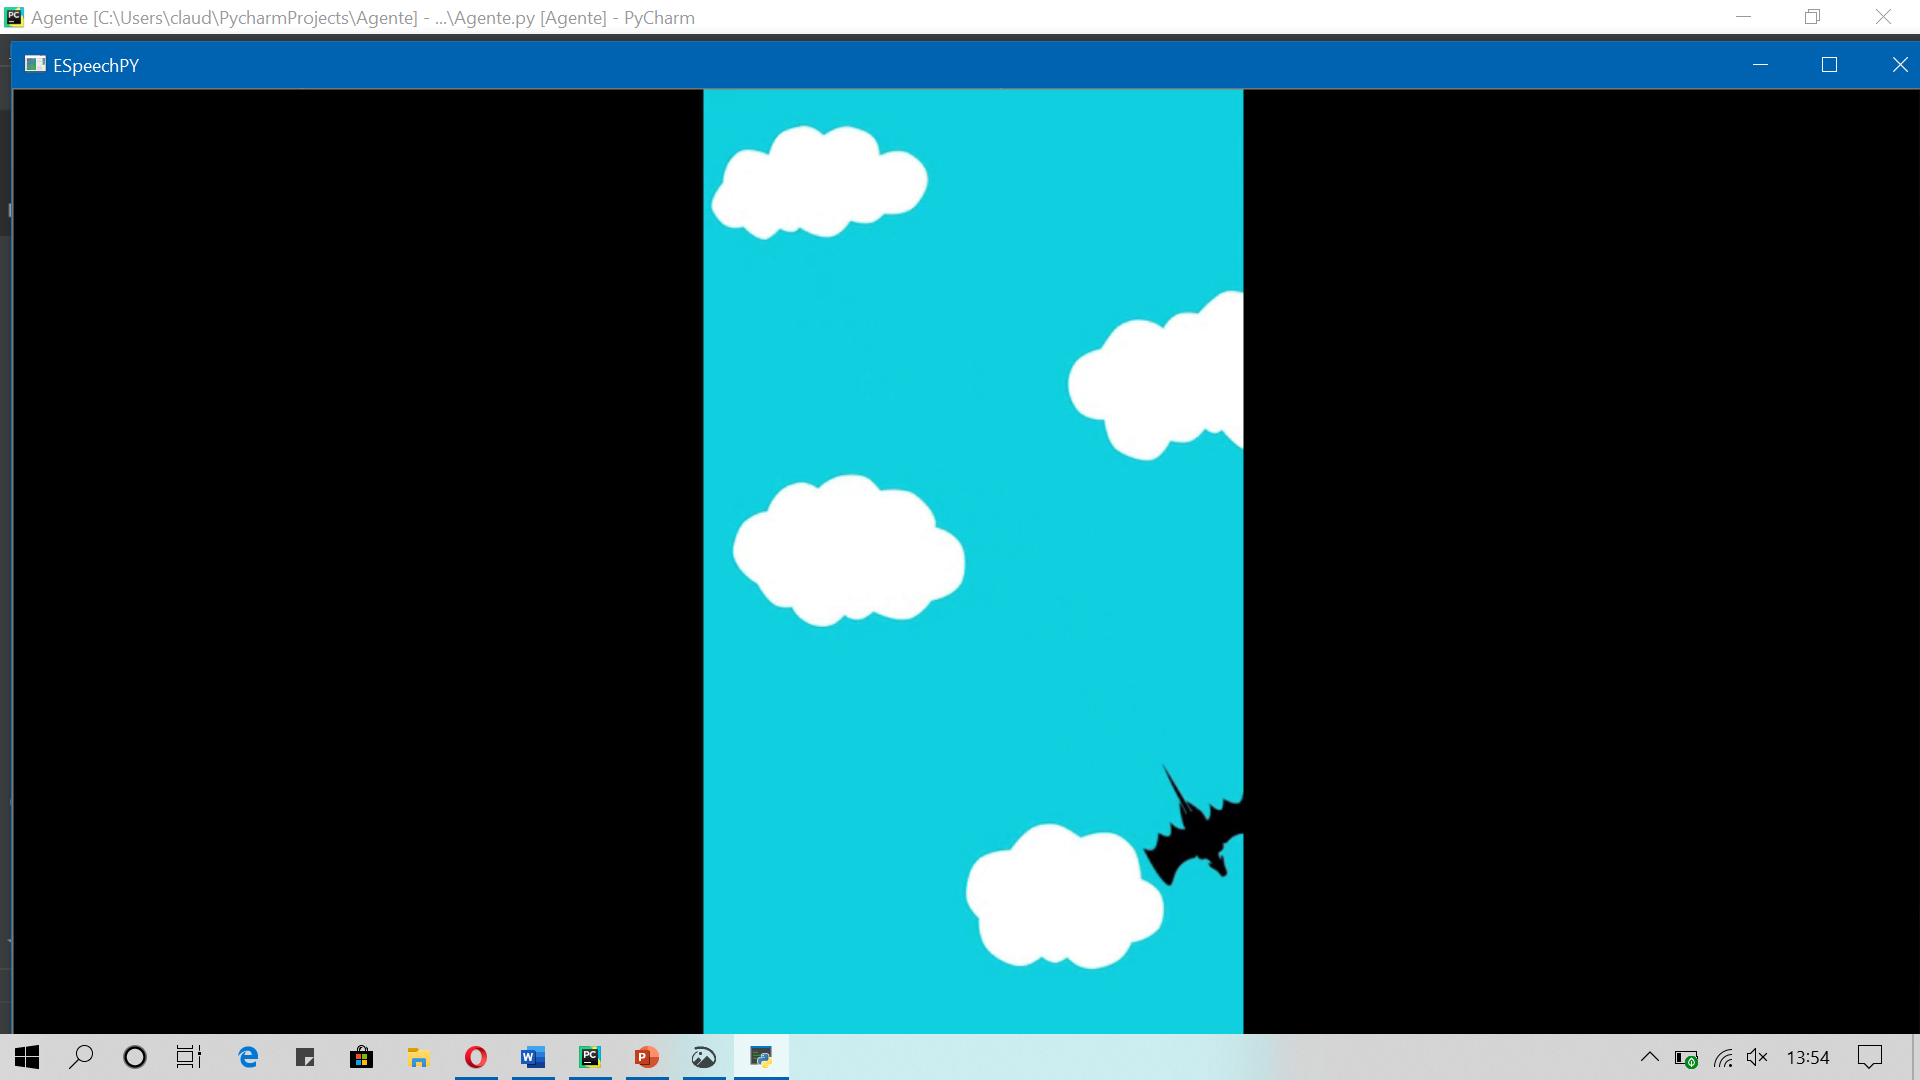 Agente [C:\Users\claud\PycharmProjects\Agente] - ...\Agente.py [Agente] - PyCharm
ESpeechPY
13:54